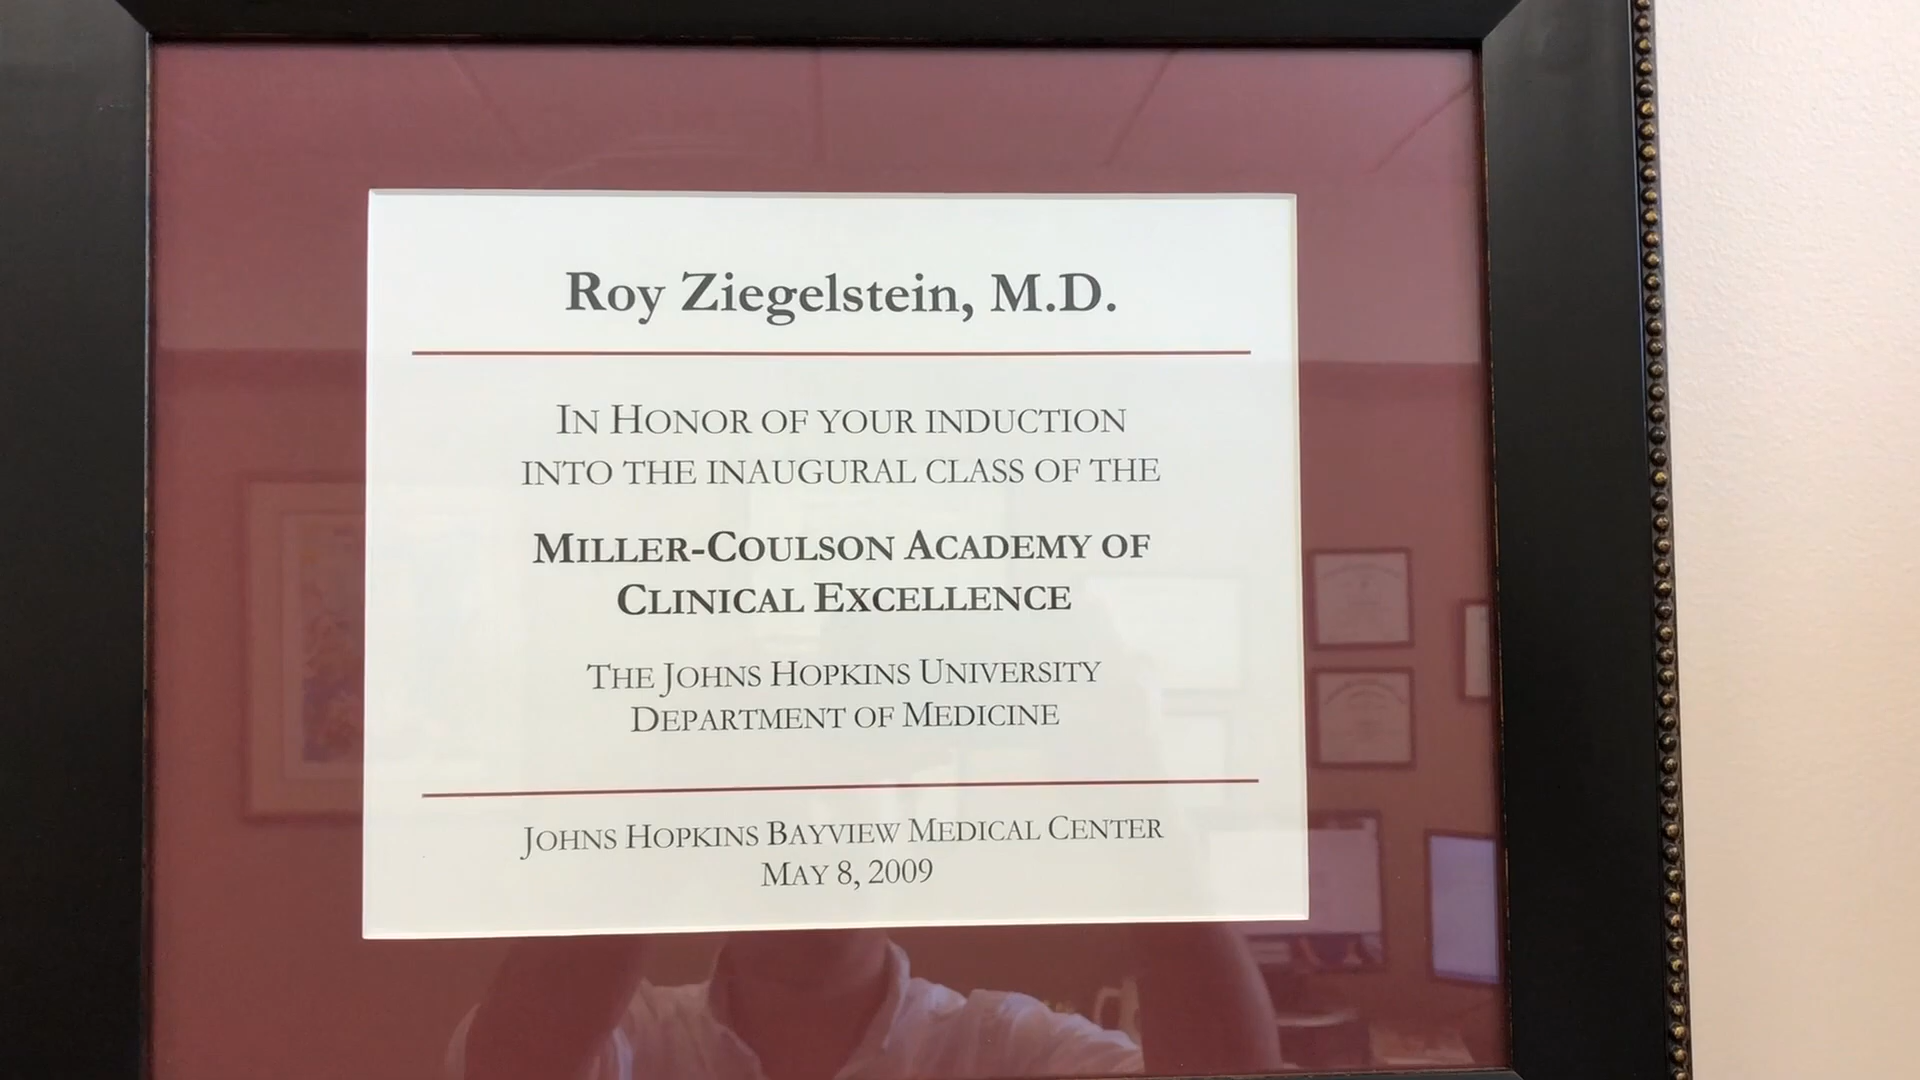 Roy Ziegelstein, M.D.
In Honor of your induction
into the inaugural class of the
Miller-Coulson Academy of
Clinical Excellence
The Johns Hopkins University
Department of Medicine
Johns Hopkins Bayview Medical Center
May 8, 2009